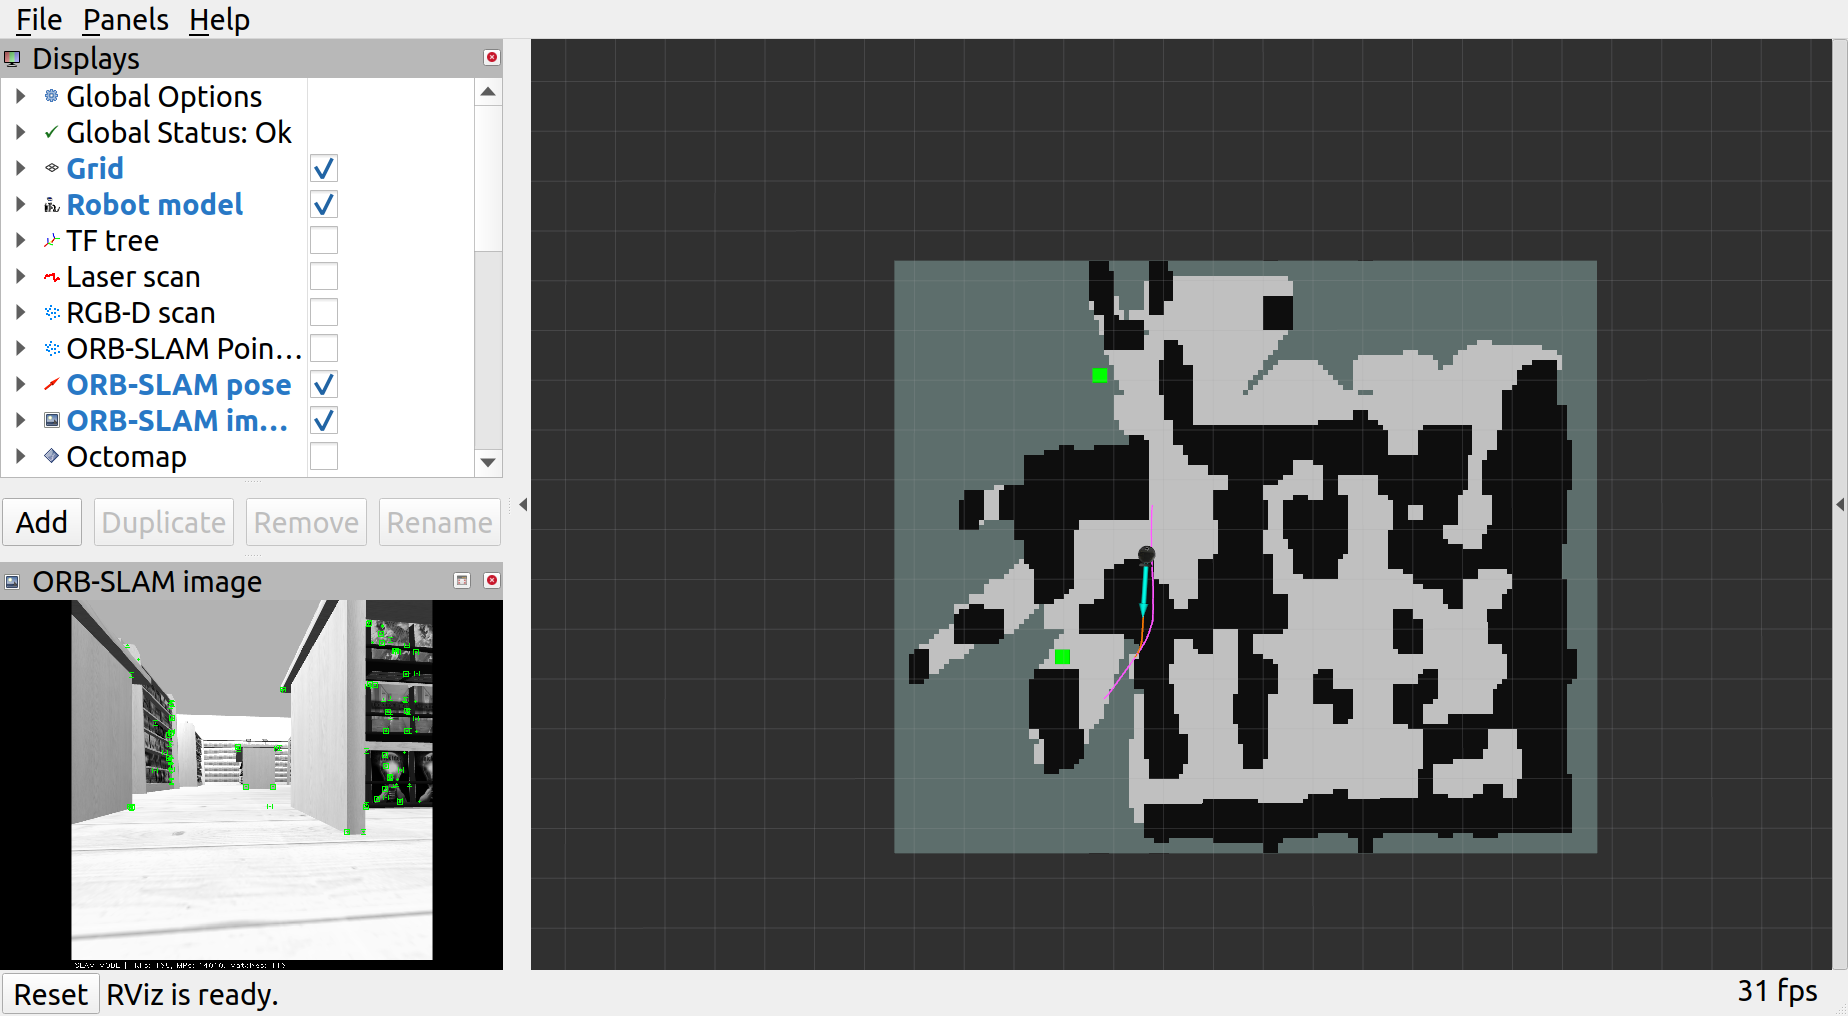 File Panels Help
Displays
Global Options
Global Status: Ok
Grid
Robot model
TF tree
Laser scan
RGB-D scan
ORB-SLAM Poin...
ORB-SLAM pose
ORB-SLAM im...
Octomap
Add Duplicate Remove Rename
ORB-SLAM image
SLAM MODE |
Reset RViz is ready.
31 fps